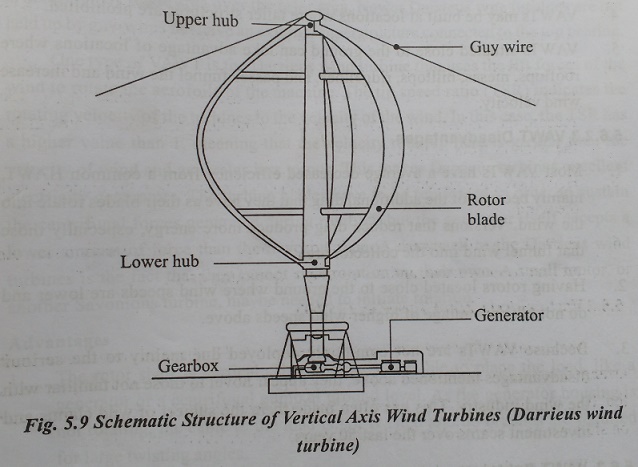 Upper hub
Guy wire
Rotor
blade
Lower hub
Generator
Gearbox
Fig. 5.9 Schematic Structure of Vertical Axis Wind Turbines (Darrieus wind
turbine)